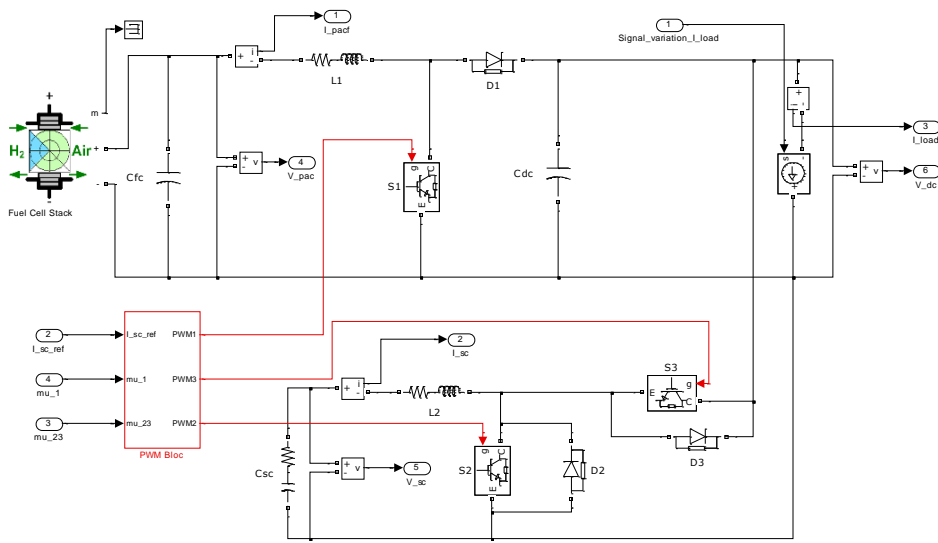 1
I_pacf
1
Signal_variation_I_load
m
+
i
+
-
L1
D1
i
+
-
3
I_load
+
H2
Air
+
-
Fuel Cell Stack
Cfc
+
-
v
4
V_pac
g
C
E
S1
Cdc
s
-
+
+
-
v
6
V_dc
2
I_sc_ref
I_sc_ref
PWM1
4
mu_1
mu_1
PWM3
3
mu_23
mu_23
PWM2
PWM Bloc
2
I_sc
i
+
-
L2
S3
g
E
C
D3
Csc
+
-
v
5
V_sc
S2
g
C
E
D2